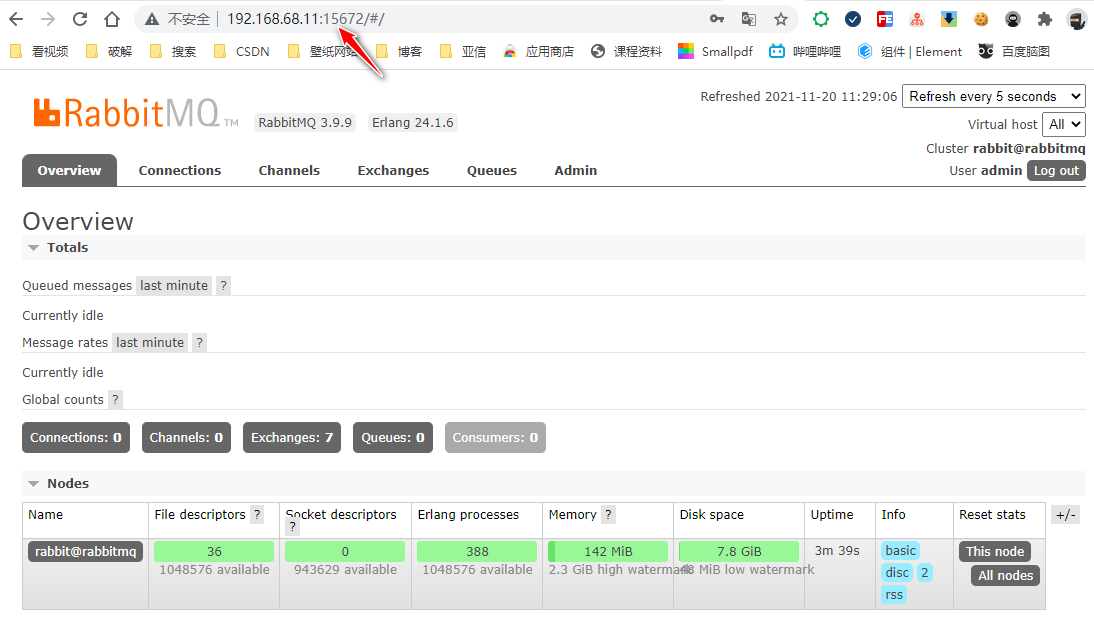 不安全 192.168.68.11:15672/#/
看视频 破解 搜索 CSDN 壁纸网站 博客 亚信 应用商店 课程资料 Smallpdf 哔哩哔哩 组件 | Element 百度脑图
Refreshed 2021-11-20 11:29:06 Refresh every 5 seconds
RabbitMQ TM RabbitMQ 3.9.9 Erlang 24.1.6
Virtual host All
Cluster rabbit@rabbitmq
User admin Log out
Overview Connections Channels Exchanges Queues Admin
Overview
Totals
Queued messages last minute ?
Currently idle
Message rates last minute ?
Currently idle
Global counts ?
Connections: 0 Channels: 0 Exchanges: 7 Queues: 0 Consumers: 0
Nodes
Name File descriptors ? Socket descriptors ? Erlang processes Memory ? Disk space Uptime Info Reset stats +/-
rabbit@rabbitmq 36 0 388 142 MiB 7.8 GiB 3m 39s basic This node
1048576 available 943629 available 1048576 available 2.3 GiB high watermark 48 MiB low watermark disc 2 All nodes
rss